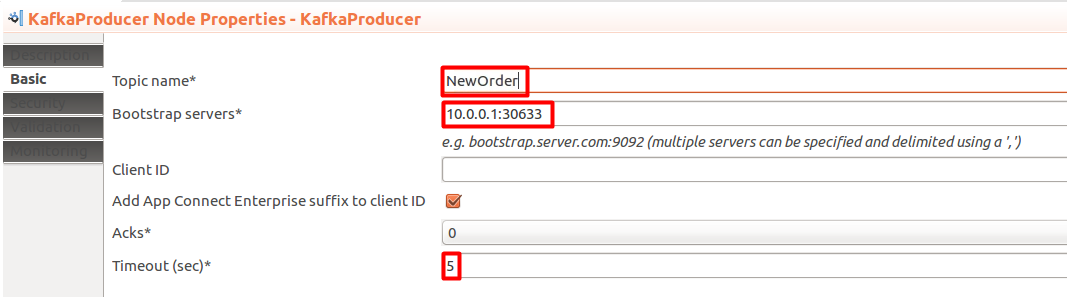 KafkaProducer Node Properties - KafkaProducer
Description
Basic
Security
Validation
Monitoring
Topic name*
NewOrder
Bootstrap servers*
10.0.0.1:30633
e.g. bootstrap.server.com:9092 (multiple servers can be specified and delimited using a ',')
Client ID
Add App Connect Enterprise suffix to client ID
Acks*
0
Timeout (sec)*
5